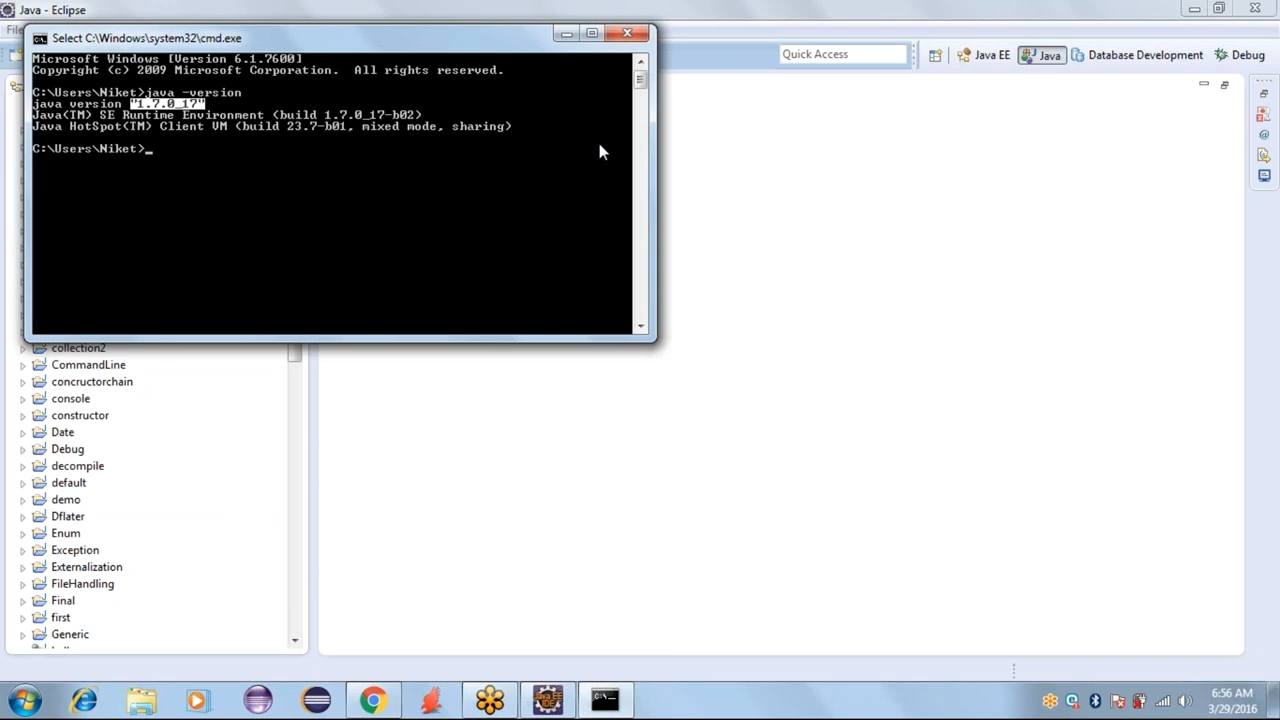 Java - Eclipse
Select C:\Windows\system32\cmd.exe
Microsoft Windows [Version 6.1.7600]
Copyright (c) 2009 Microsoft Corporation.  All rights reserved.
C:\Users\Niket>java -version
java version "1.7.0_17"
Java(TM) SE Runtime Environment (build 1.7.0_17-b02)
Java HotSpot(TM) Client VM (build 23.7-b01, mixed mode, sharing)
C:\Users\Niket>_
Quick Access
Java EE
Java
Database Development
Debug
collection2
CommandLine
concructorchain
console
constructor
Date
Debug
decompile
default
demo
Dflater
Enum
Exception
Externalization
FileHandling
Final
first
Generic
Java EE
IDE
C:\_
6:56 AM
3/29/2016